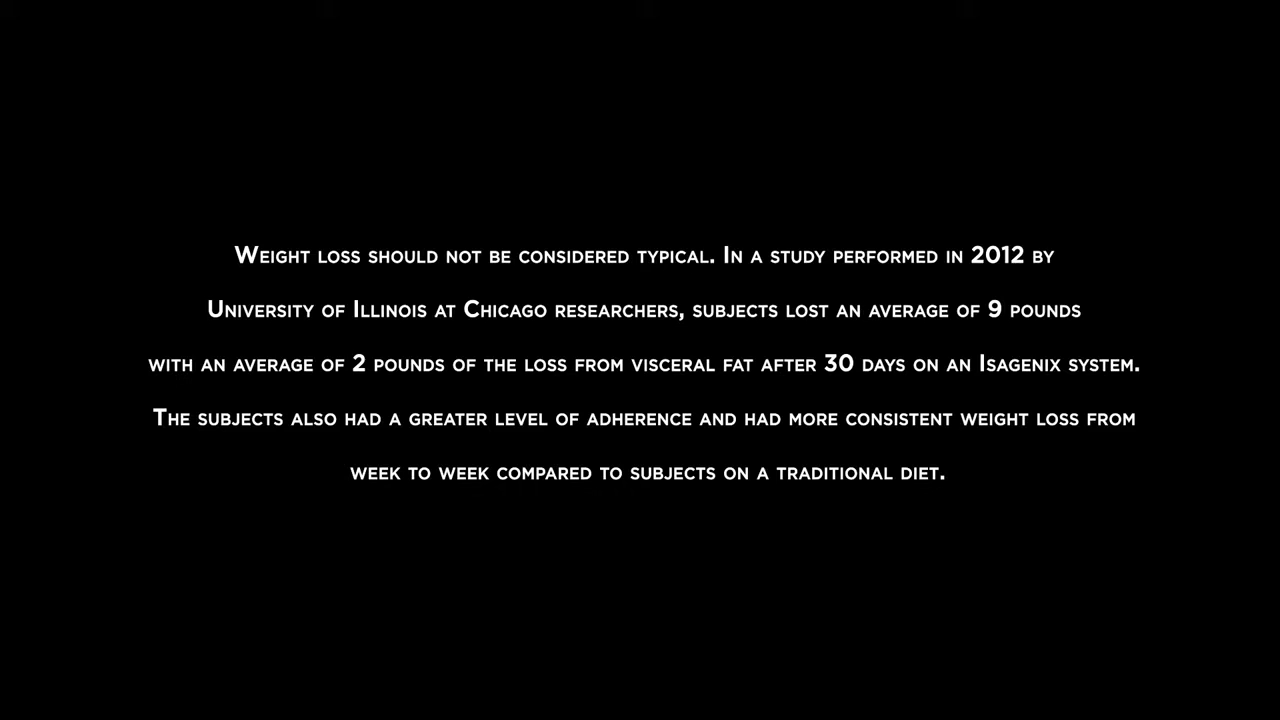 Weight loss should not be considered typical. In a study performed in 2012 by
University of Illinois at Chicago researchers, subjects lost an average of 9 pounds
with an average of 2 pounds of the loss from visceral fat after 30 days on an Isagenix system.
The subjects also had a greater level of adherence and had more consistent weight loss from
week to week compared to subjects on a traditional diet.